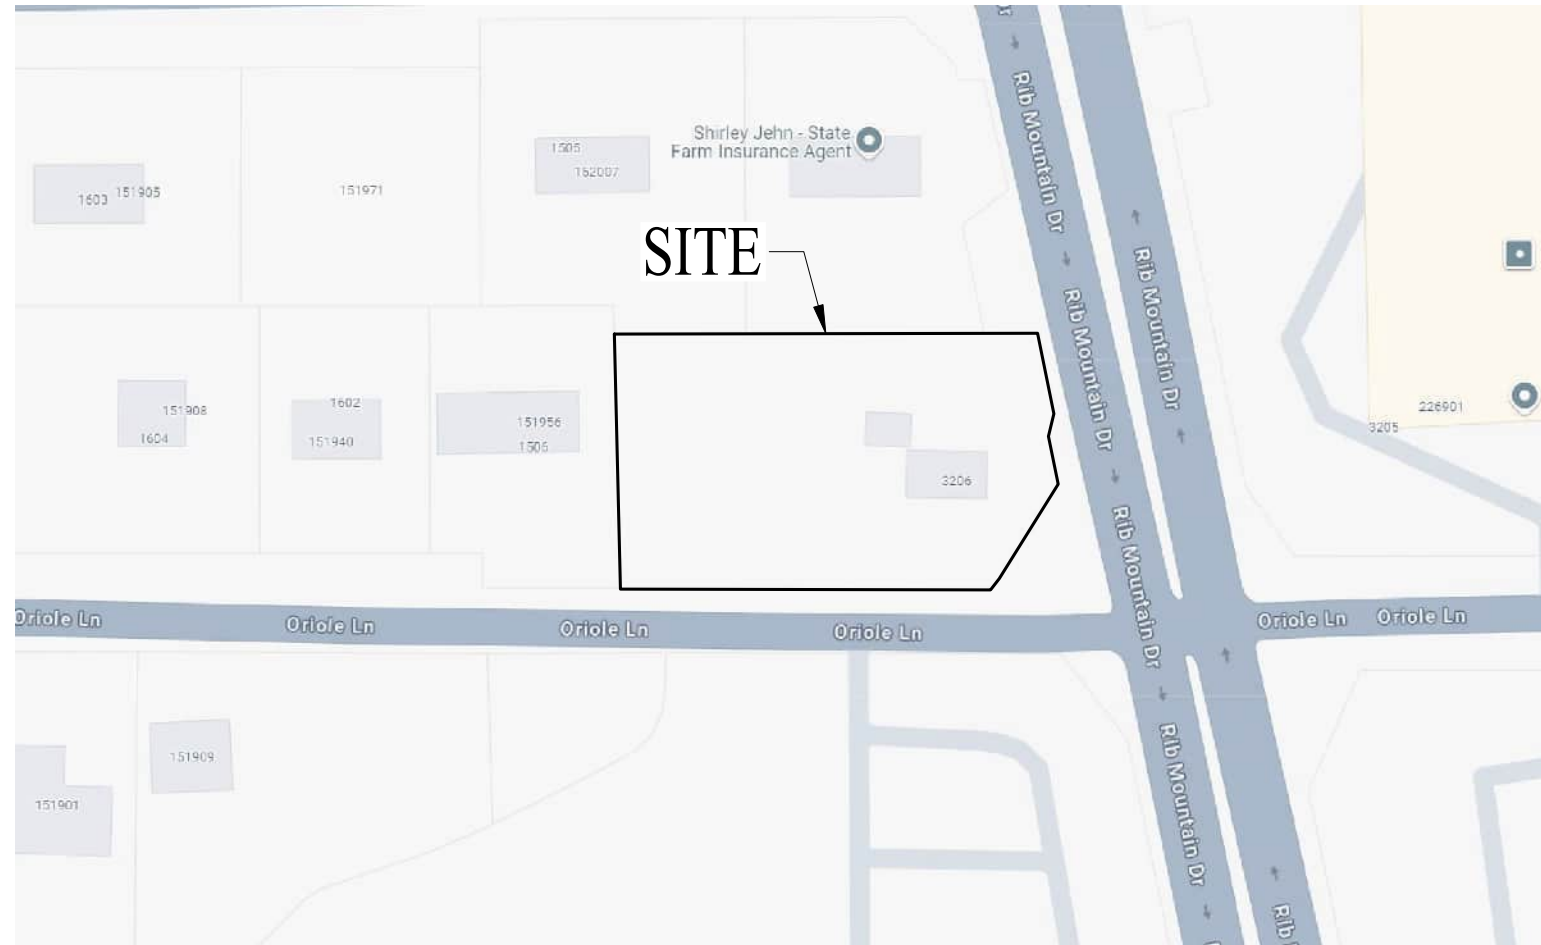 Rib Mountain Dr
Shirley Jehn - State
Farm Insurance Agent
1505
152007
1603
151905
151971
SITE
Rib Mountain Dr
Rib Mountain Dr
Rib Mountain Dr
151908
1604
1602
151940
151956
1506
3206
226901
3205
Rib Mountain Dr
Oriole Ln
Oriole Ln
Oriole Ln
Oriole Ln
Oriole Ln
Oriole Ln
151909
151901
Rib Mountain Dr
Rib